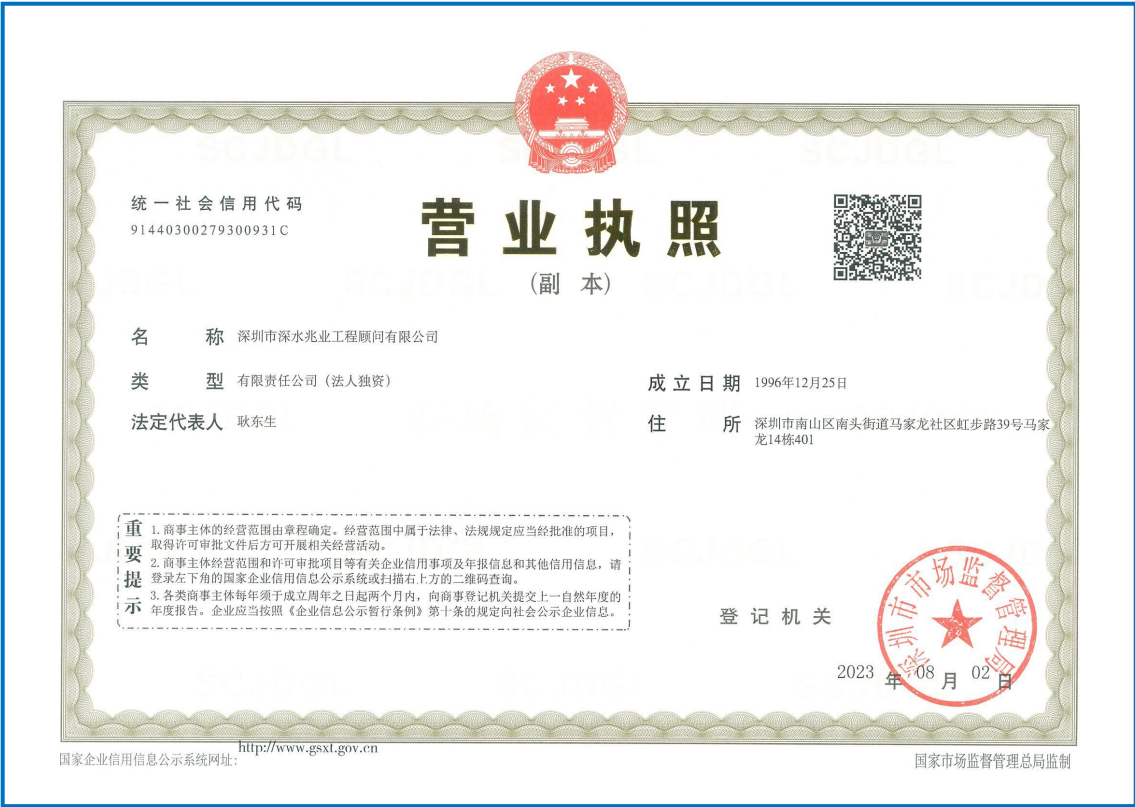 统一社会信用代码
91440300279300931C
营业执照
(副 本)
名 称 深圳市深水兆业工程顾问有限公司
类 型 有限责任公司（法人独资）
法定代表人 耿东生
成立日期 1996年12月25日
住 所 深圳市南山区南头街道马家龙社区虹步路39号马家
龙14栋401
重要提示
1. 商事主体的经营范围由章程确定。经营范围中属于法律、法规规定应当经批准的项目，
取得许可审批文件后方可开展相关经营活动。
2. 商事主体经营范围和许可审批项目等有关企业信用事项及年报信息和其他信用信息，请
登录左下角的国家企业信用信息公示系统或扫描右上方的二维码查询。
3. 各类商事主体每年须于成立周年之日起两个月内，向商事登记机关提交上一自然年度的
年度报告。企业应当按照《企业信息公示暂行条例》第十条的规定向社会公示企业信息。
登记机关
深圳市市场监督管理局
2023 年 08 月 02 日
国家企业信用信息公示系统网址: http://www.gsxt.gov.cn
国家市场监督管理总局监制
SCJDGL